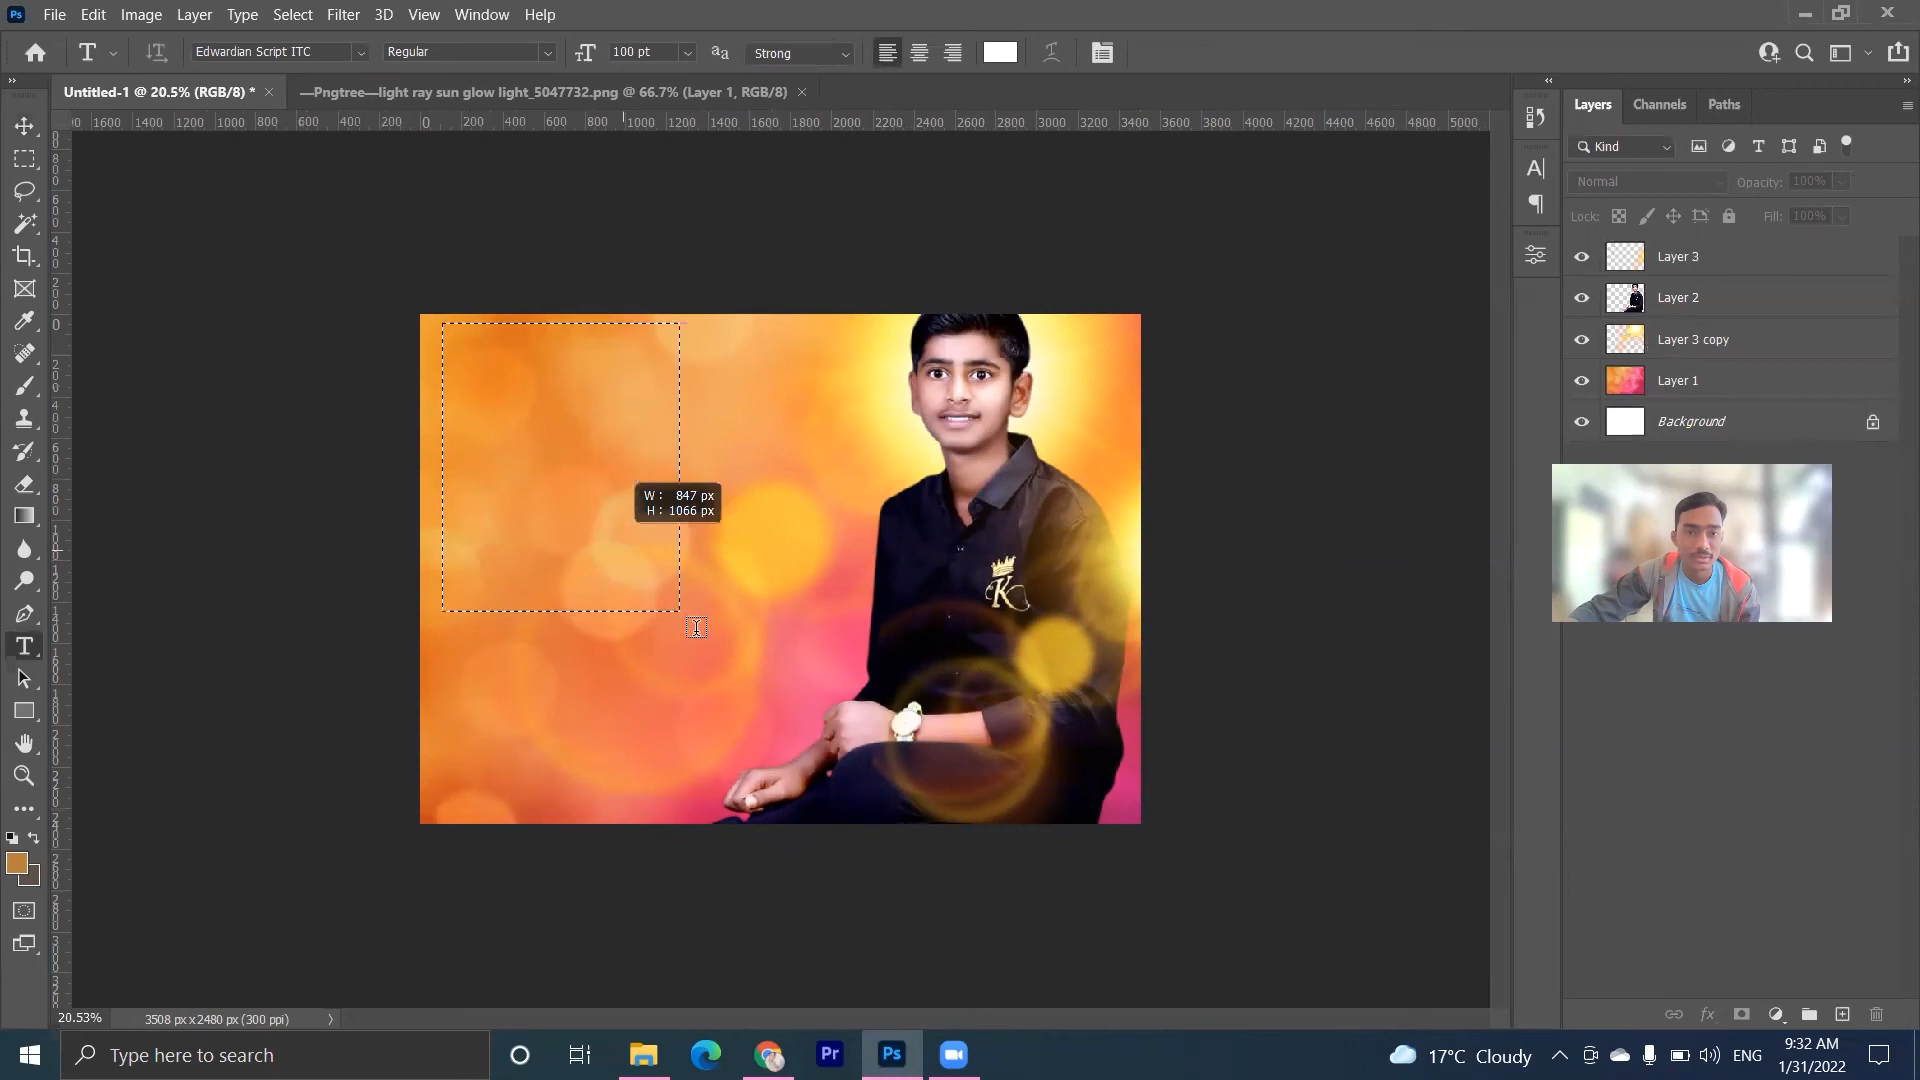 Ps File Edit Image Layer Type Select Filter 3D View Window Help
T Edwardian Script ITC Regular 100 pt aa Strong
Untitled-1 @ 20.5% (RGB/8) * —Pngtree—light ray sun glow light_5047732.png @ 66.7% (Layer 1, RGB/8)
1600 1400 1200 1000 800 600 400 200 0 200 400 600 800 1000 1200 1400 1600 1800 2000 2200 2400 2600 2800 3000 3200 3400 3600 3800 4000 4200 4400 4600 4800 5000
Layers Channels Paths
Kind
Normal Opacity: 100%
Lock: Fill: 100%
Layer 3
Layer 2
Layer 3 copy
Layer 1
Background
W : 847 px
H : 1066 px
K
20.53% 3508 px x 2480 px (300 ppi)
Type here to search
Pr Ps
17°C Cloudy ENG
9:32 AM
1/31/2022